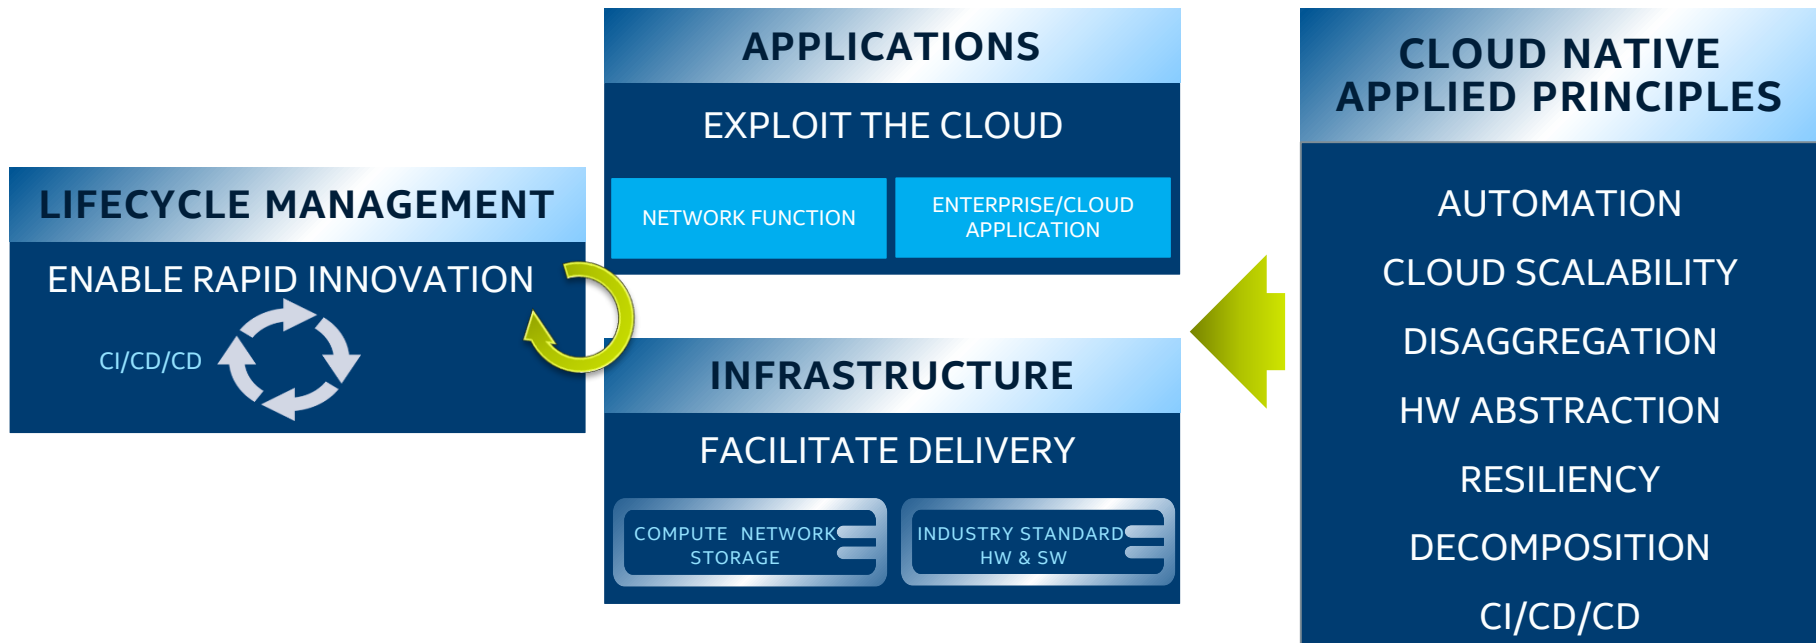 LIFECYCLE MANAGEMENT
ENABLE RAPID INNOVATION
CI/CD/CD
APPLICATIONS
EXPLOIT THE CLOUD
NETWORK FUNCTION
ENTERPRISE/CLOUD
APPLICATION
INFRASTRUCTURE
FACILITATE DELIVERY
COMPUTE NETWORK
STORAGE
INDUSTRY STANDARD
HW & SW
CLOUD NATIVE
APPLIED PRINCIPLES
AUTOMATION
CLOUD SCALABILITY
DISAGGREGATION
HW ABSTRACTION
RESILIENCY
DECOMPOSITION
CI/CD/CD